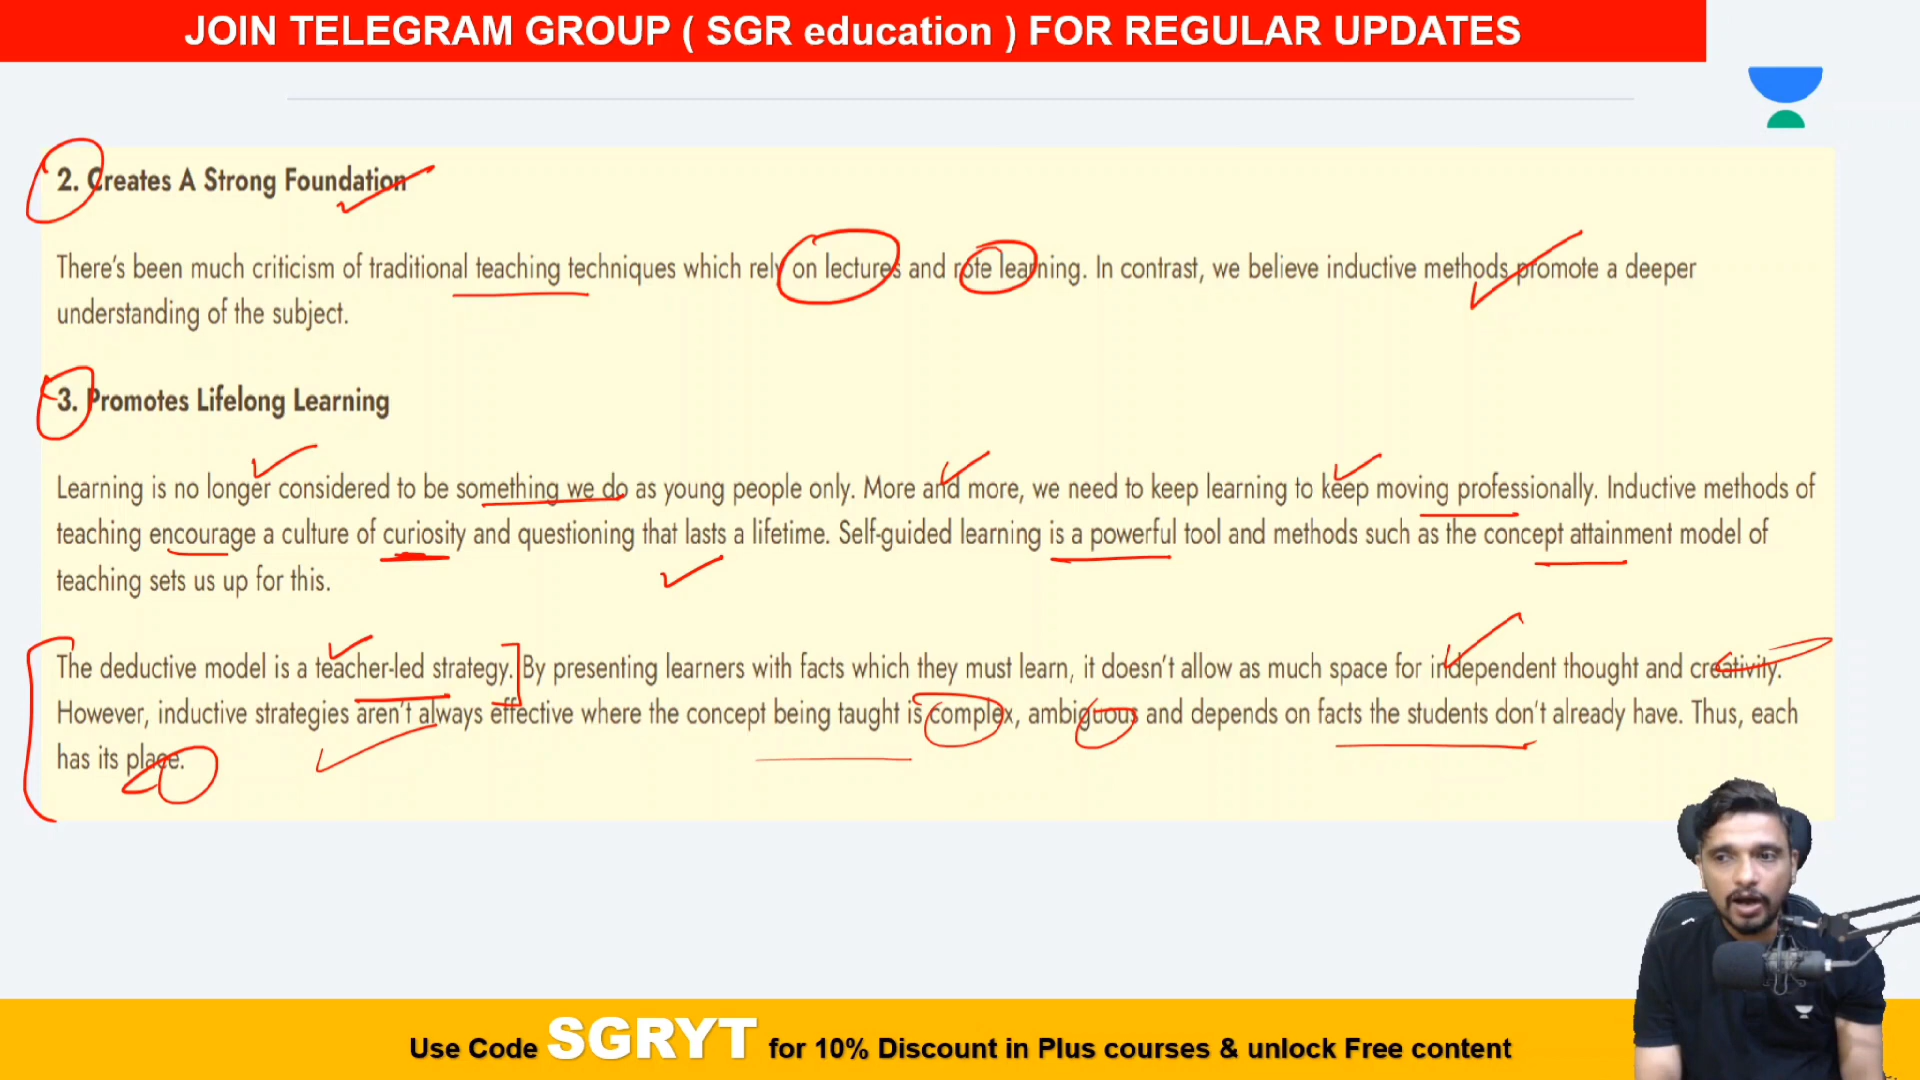 JOIN TELEGRAM GROUP ( SGR education ) FOR REGULAR UPDATES
2. Creates A Strong Foundation
There's been much criticism of traditional teaching techniques which rely on lectures and rote learning. In contrast, we believe inductive methods promote a deeper
understanding of the subject.
3. Promotes Lifelong Learning
Learning is no longer considered to be something we do as young people only. More and more, we need to keep learning to keep moving professionally. Inductive methods of
teaching encourage a culture of curiosity and questioning that lasts a lifetime. Self-guided learning is a powerful tool and methods such as the concept attainment model of
teaching sets us up for this.
The deductive model is a teacher-led strategy. By presenting learners with facts which they must learn, it doesn't allow as much space for independent thought and creativity.
However, inductive strategies aren't always effective where the concept being taught is complex, ambiguous and depends on facts the students don't already have. Thus, each
has its place.
Use Code SGRYT for 10% Discount in Plus courses & unlock Free content